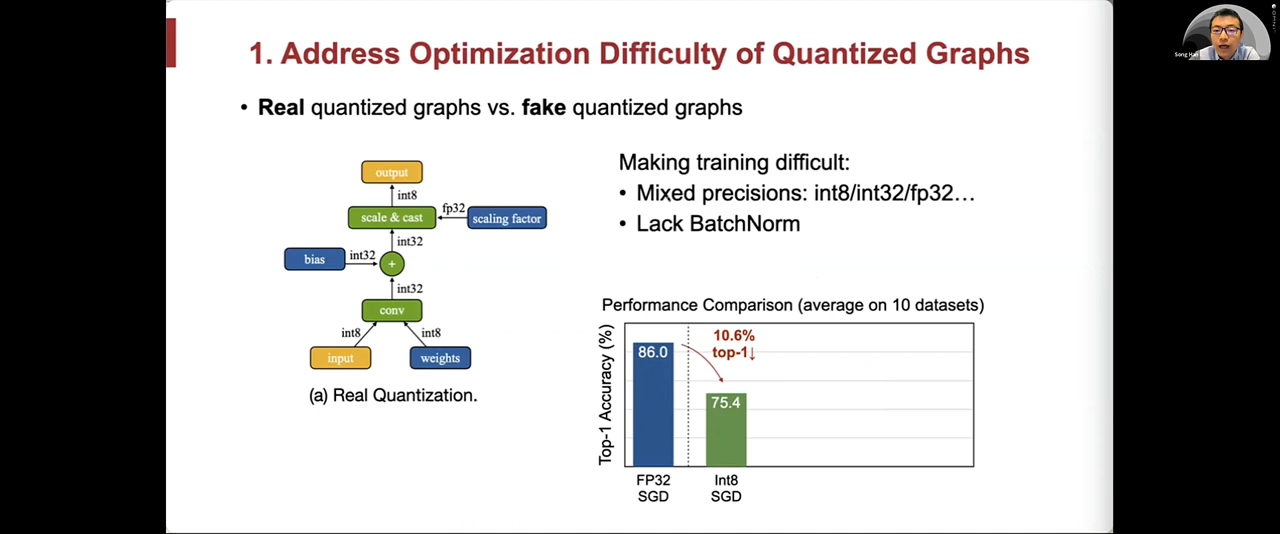 1. Address Optimization Difficulty of Quantized Graphs
• Real quantized graphs vs. fake quantized graphs
output
int8
scale & cast
fp32
scaling factor
int32
bias
int32
+
int32
conv
int8
int8
input
weights
(a) Real Quantization.
Making training difficult:
• Mixed precisions: int8/int32/fp32…
• Lack BatchNorm
Performance Comparison (average on 10 datasets)
Top-1 Accuracy (%)
86.0
10.6%
top-1↓
75.4
FP32
SGD
Int8
SGD
Song Han